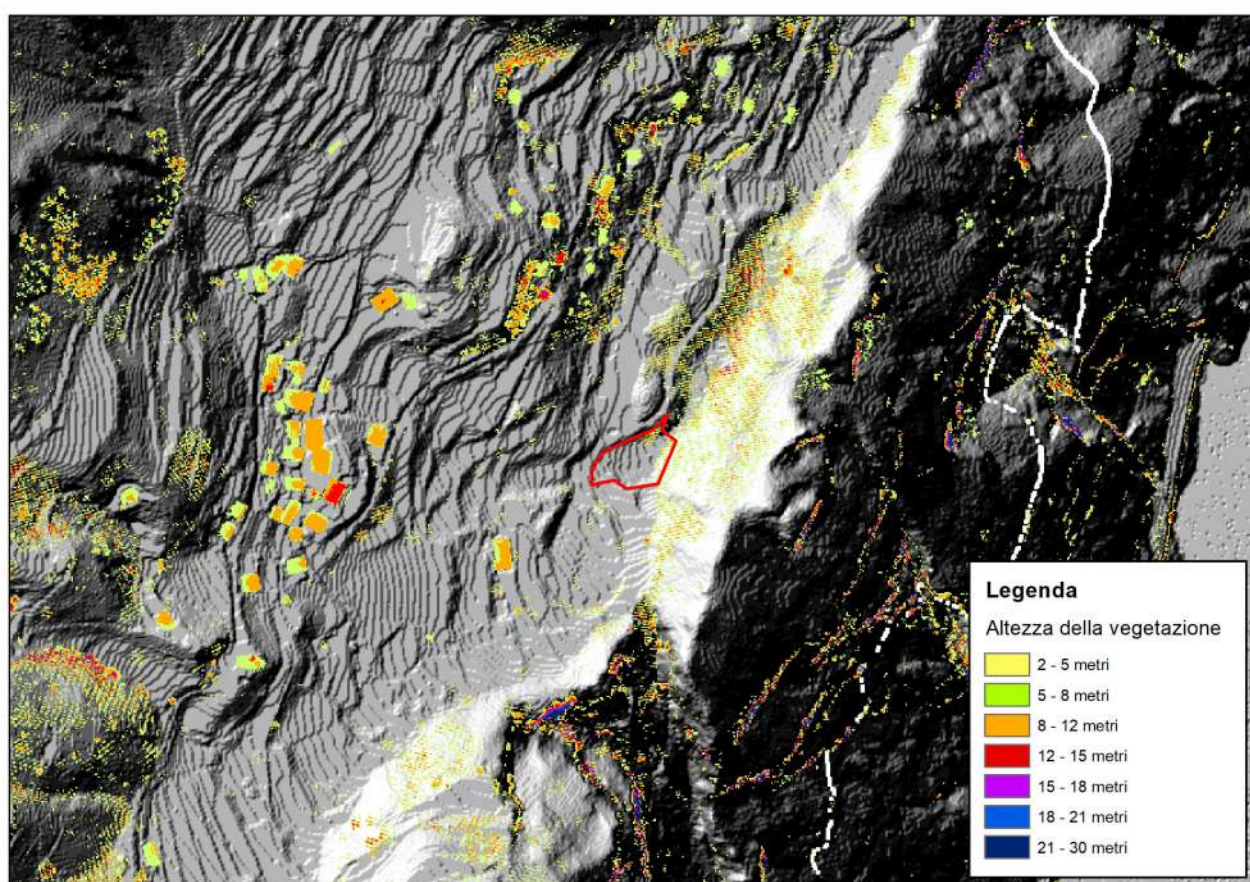 Legenda
Altezza della vegetazione
2 - 5 metri
5 - 8 metri
8 - 12 metri
12 - 15 metri
15 - 18 metri
18 - 21 metri
21 - 30 metri